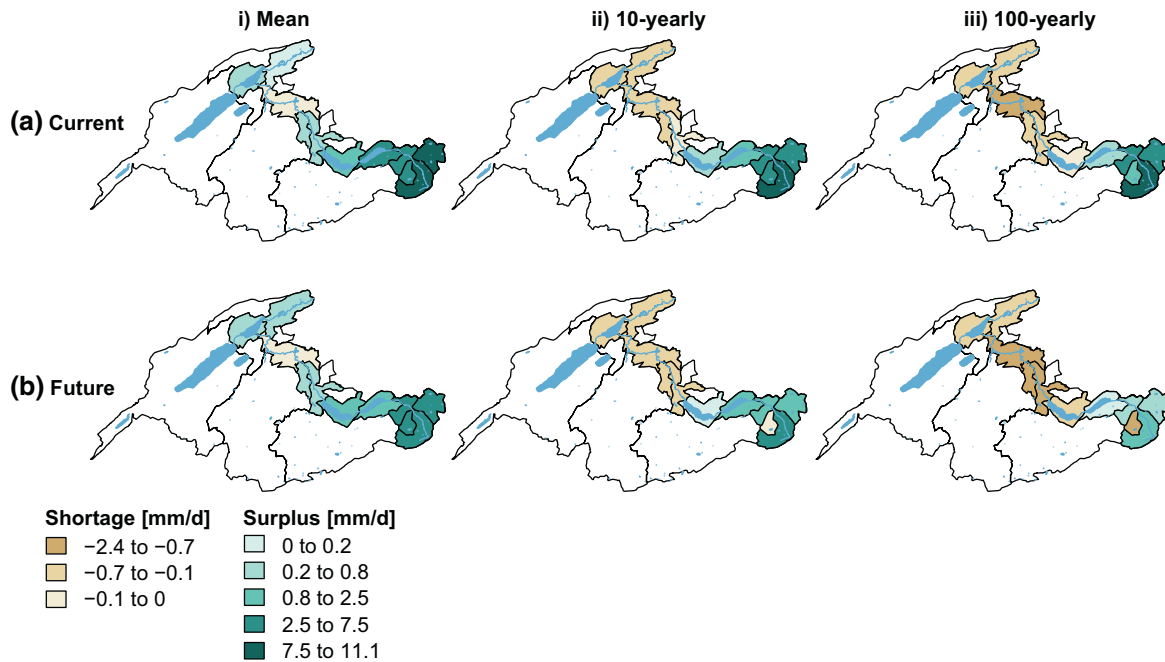 i) Mean
ii) 10-yearly
iii) 100-yearly
(a) Current
(b) Future
Shortage [mm/d]
−2.4 to −0.7
−0.7 to −0.1
−0.1 to 0
Surplus [mm/d]
0 to 0.2
0.2 to 0.8
0.8 to 2.5
2.5 to 7.5
7.5 to 11.1